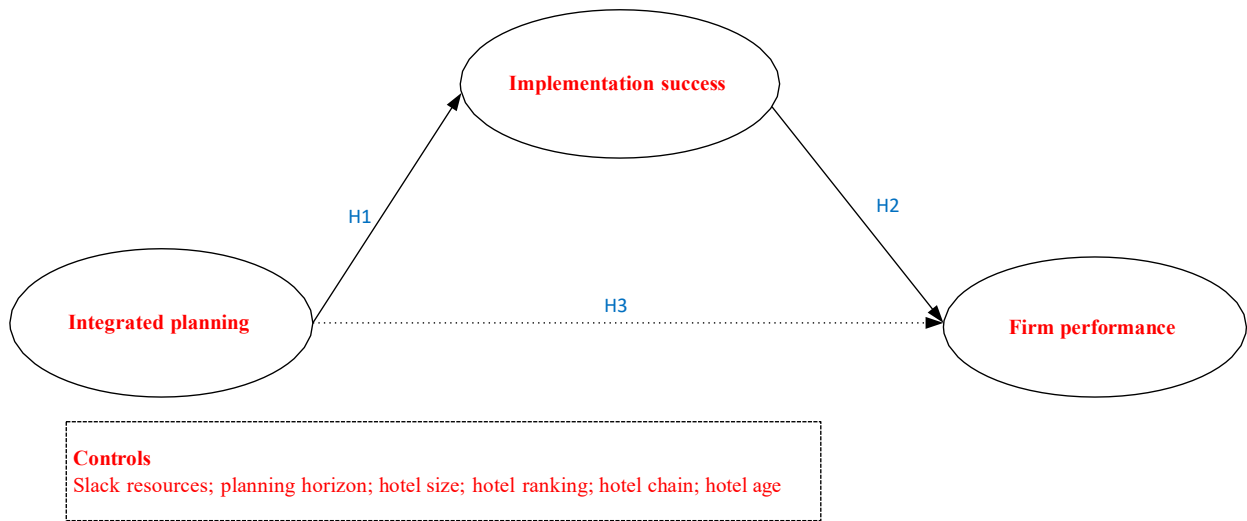 Implementation success
H1
H2
H3
Integrated planning
Firm performance
Controls
Slack resources; planning horizon; hotel size; hotel ranking; hotel chain; hotel age